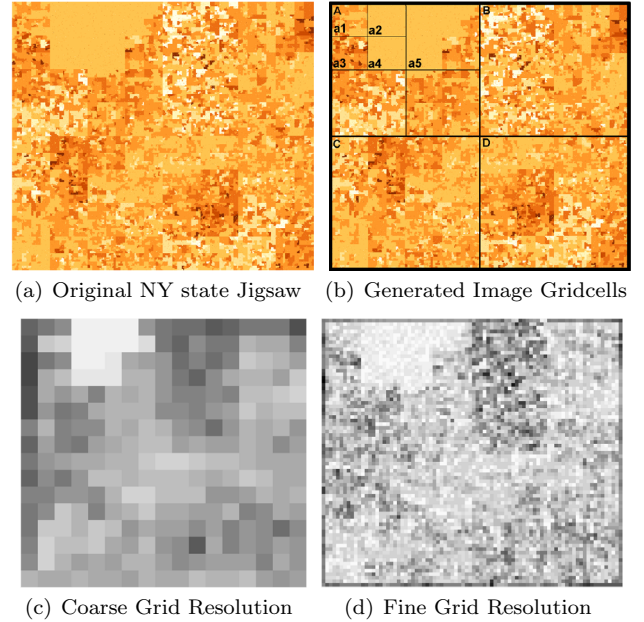 A
B
a1
a2
a3
a4
a5
C
D
(a) Original NY state Jigsaw
(b) Generated Image Gridcells
(c) Coarse Grid Resolution
(d) Fine Grid Resolution